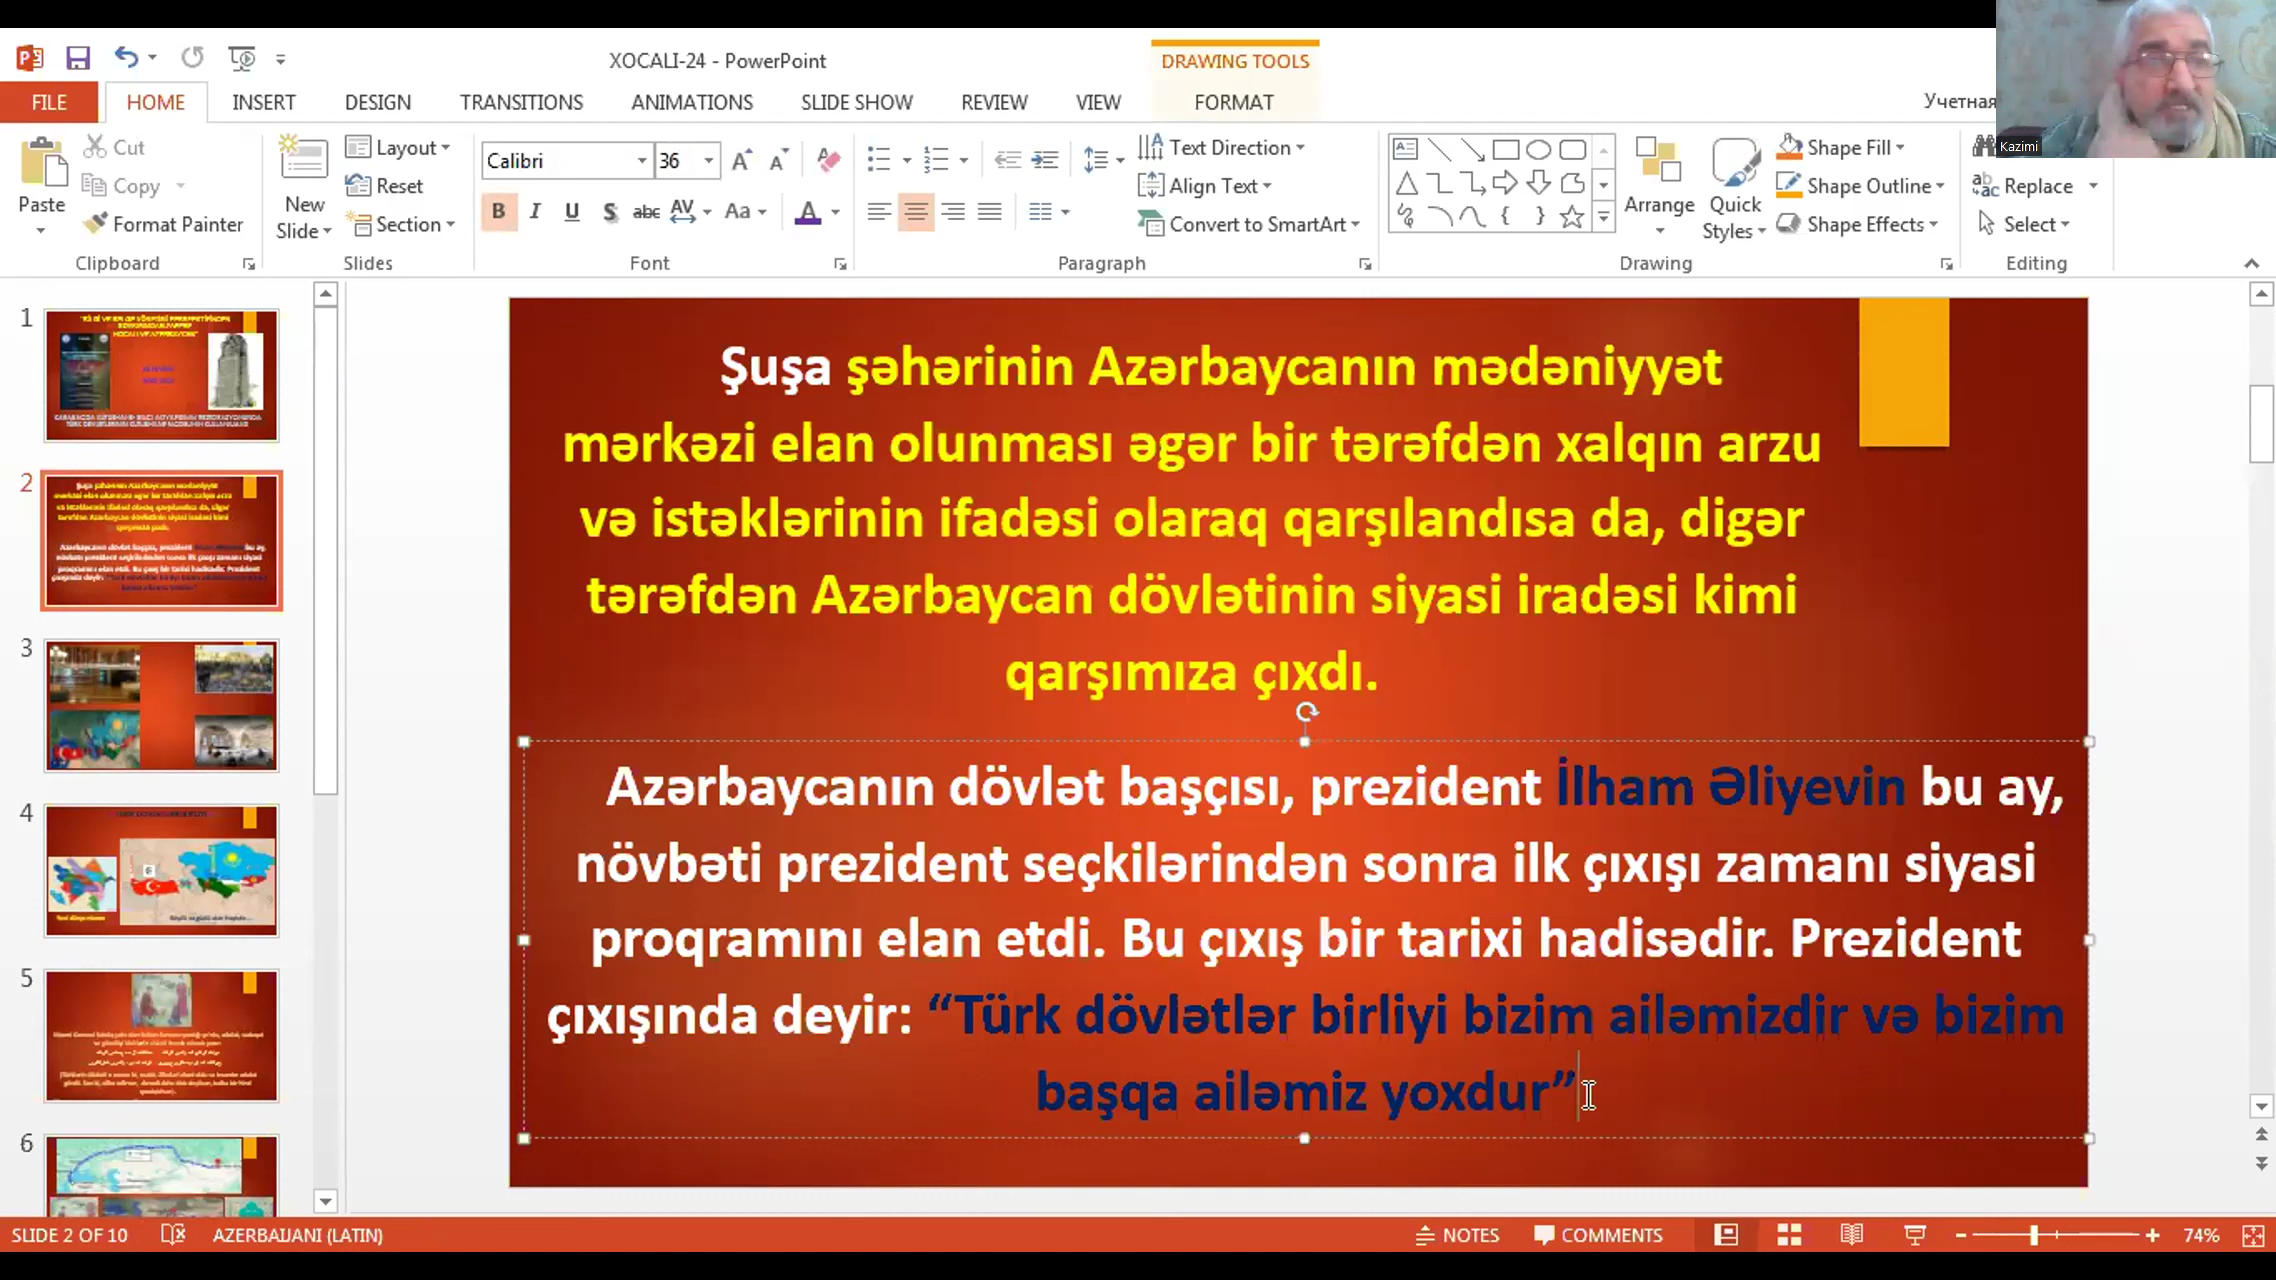 XOCALI-24 - PowerPoint
DRAWING TOOLS
FILE
HOME
INSERT
DESIGN
TRANSITIONS
ANIMATIONS
SLIDE SHOW
REVIEW
VIEW
FORMAT
Учетная
Kazimi
Paste
Cut
Copy
Format Painter
Clipboard
New
Slide
Layout
Reset
Section
Slides
Calibri
36
Font
Text Direction
Align Text
Convert to SmartArt
Paragraph
Arrange
Quick
Styles
Shape Fill
Shape Outline
Shape Effects
Drawing
Replace
Select
Editing
1
2
3
4
5
6
Şuşa şəhərinin Azərbaycanın mədəniyyət
mərkəzi elan olunması əgər bir tərəfdən xalqın arzu
və istəklərinin ifadəsi olaraq qarşılandısa da, digər
tərəfdən Azərbaycan dövlətinin siyasi iradəsi kimi
qarşımıza çıxdı.
Azərbaycanın dövlət başçısı, prezident İlham Əliyevin bu ay,
növbəti prezident seçkilərindən sonra ilk çıxışı zamanı siyasi
proqramını elan etdi. Bu çıxış bir tarixi hadisədir. Prezident
çıxışında deyir: “Türk dövlətlər birliyi bizim ailəmizdir və bizim
başqa ailəmiz yoxdur”
SLIDE 2 OF 10
AZERBAIJANI (LATIN)
NOTES
COMMENTS
74%